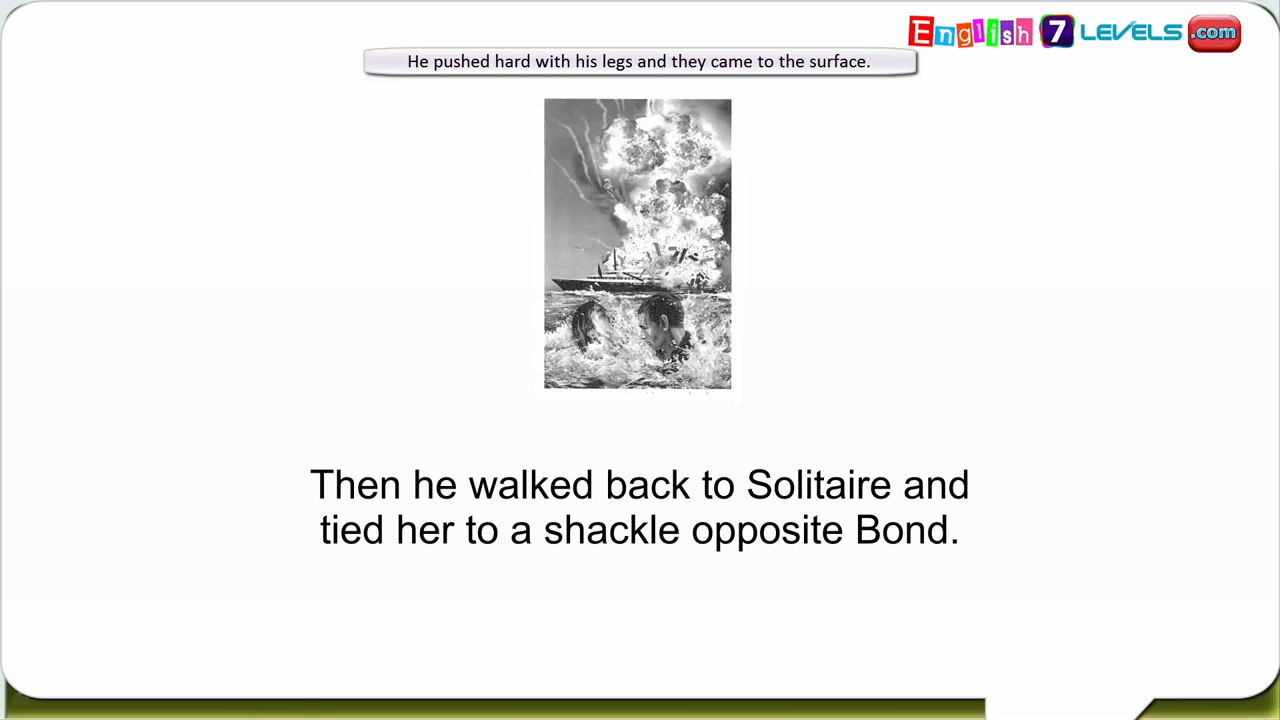 English 7 LEVELS .com
He pushed hard with his legs and they came to the surface.
Then he walked back to Solitaire and
tied her to a shackle opposite Bond.